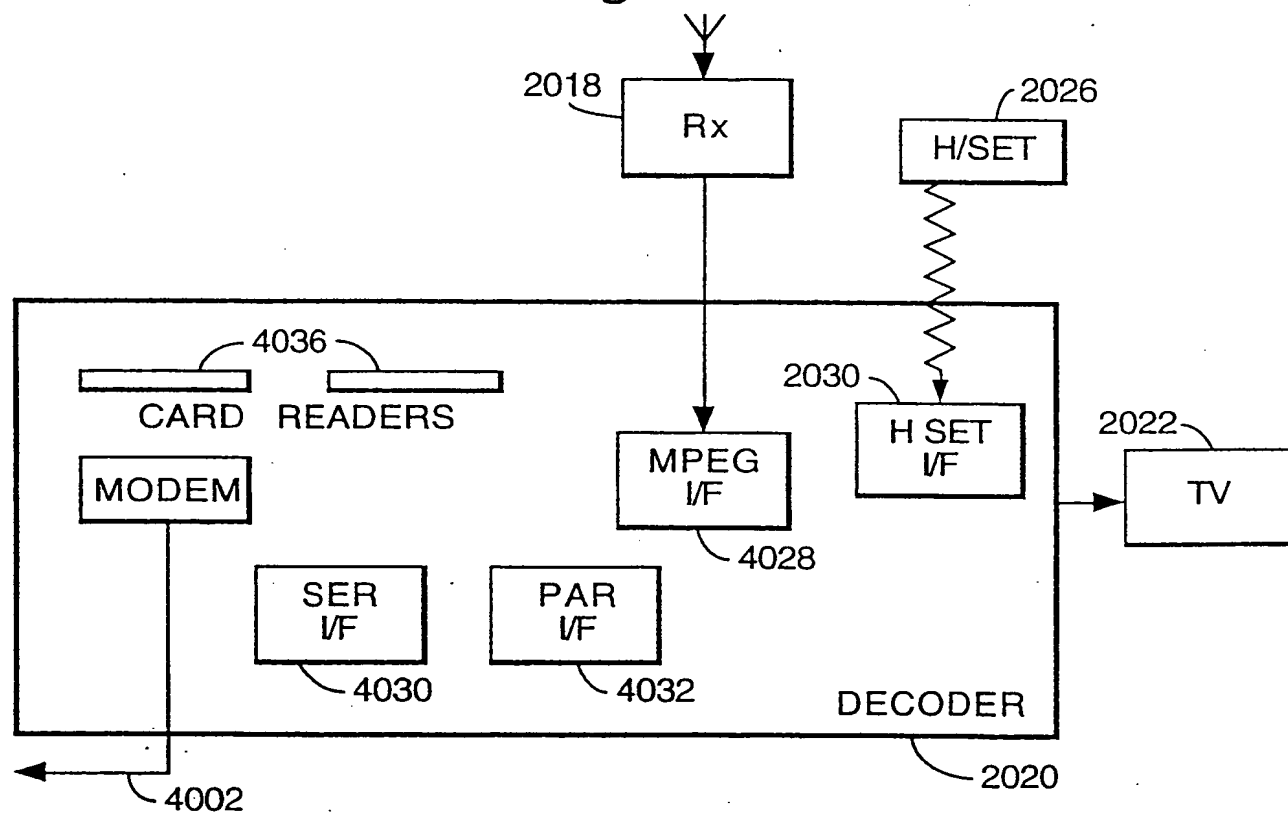 2018
Rx
2026
H/SET
4036
CARD READERS
2030
H SET
I/F
MPEG
I/F
4028
2022
TV
MODEM
SER
I/F
4030
PAR
I/F
4032
DECODER
2020
4002